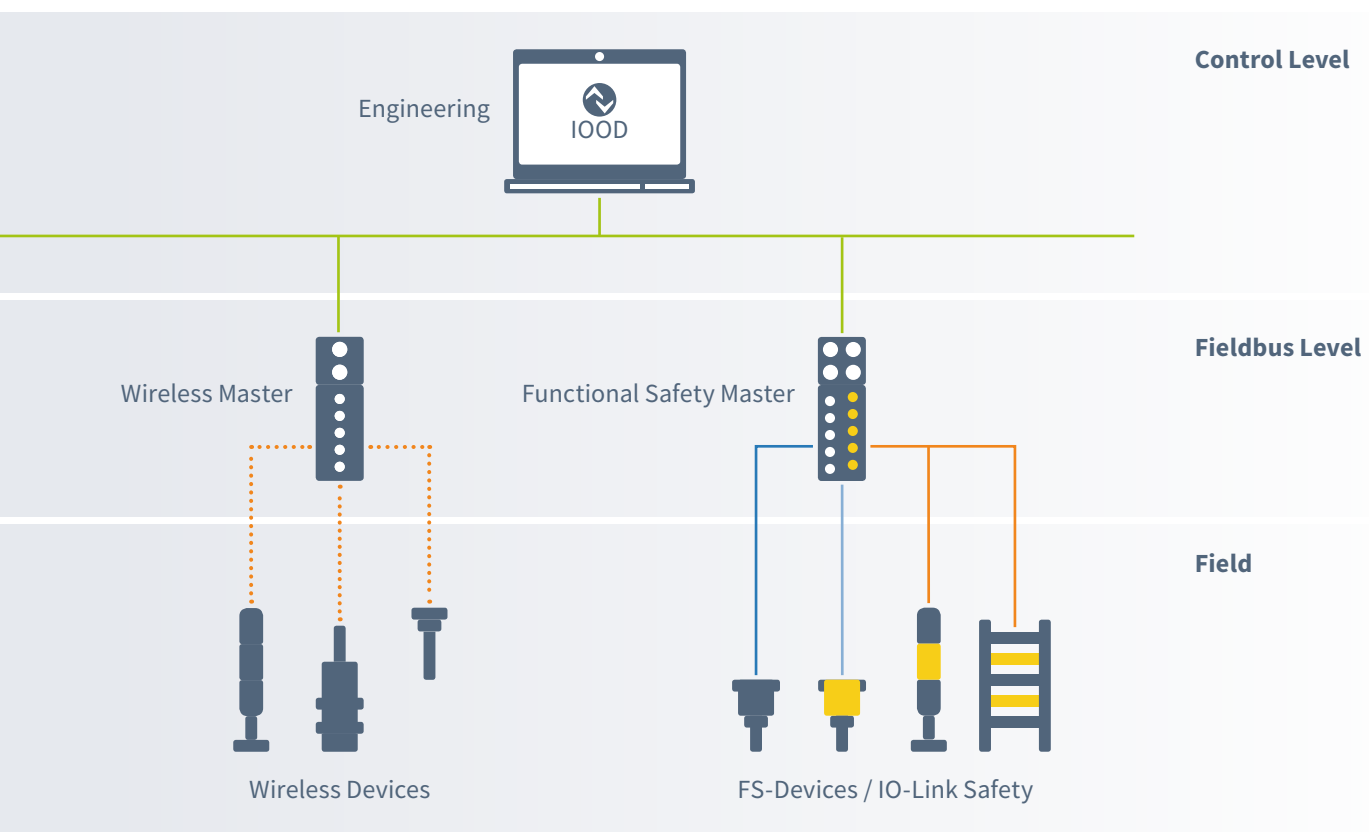 Control Level
Engineering
IOOD
Fieldbus Level
Wireless Master
Functional Safety Master
Field
Wireless Devices
FS-Devices / IO-Link Safety